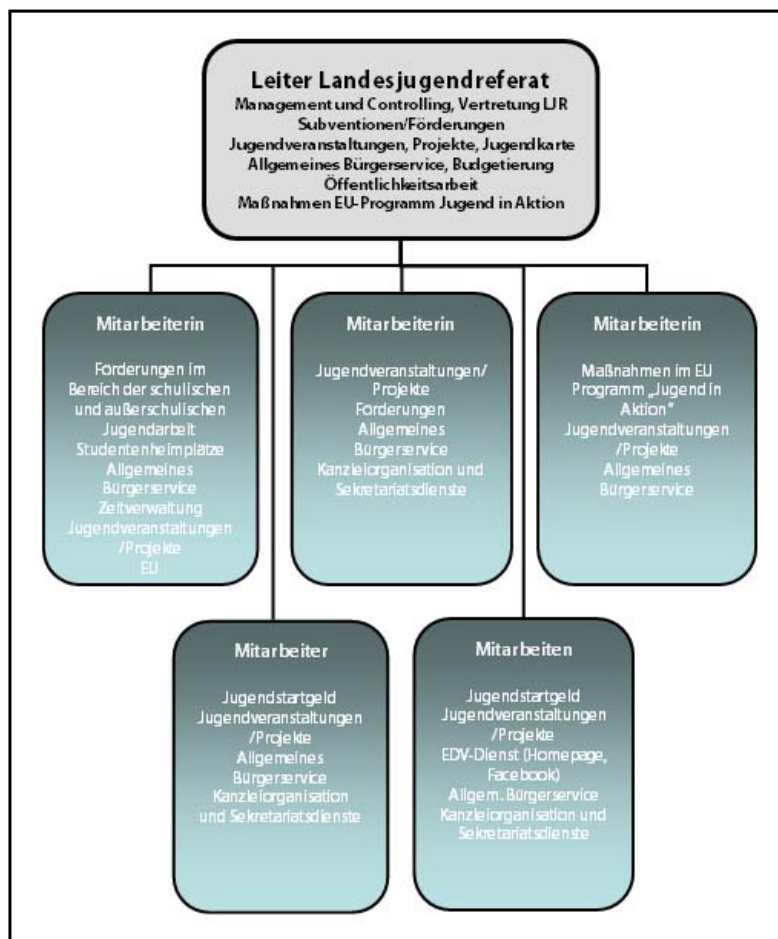 Leiter Landesjugendreferat
Management und Controlling, Vertretung LJR
Subventionen/Förderungen
Jugendveranstaltungen, Projekte, Jugendkarte
Allgemeines Bürgerservice, Budgetierung
Öffentlichkeitsarbeit
Maßnahmen EU-Programm Jugend in Aktion
Mitarbeiterin
Förderungen im
Bereich der schulischen
und außerschulischen
Jugendarbeit
Studentenheimplätze
Allgemeines
Bürgerservice
Zeitverwaltung
Jugendveranstaltungen
/Projekte
EU
Mitarbeiterin
Jugendveranstaltungen/
Projekte
Förderungen
Allgemeines
Bürgerservice
Kanzleiorganisation und
Sekretariatsdienste
Mitarbeiterin
Maßnahmen im EU
Programm „Jugend in
Aktion“
Jugendveranstaltungen
/Projekte
Allgemeines
Bürgerservice
Mitarbeiter
Jugendstartgeld
Jugendveranstaltungen
/Projekte
Allgemeines
Bürgerservice
Kanzleiorganisation
und Sekretariatsdienste
Mitarbeiten
Jugendstartgeld
Jugendveranstaltungen
/Projekte
EDV-Dienst (Homepage,
Facebook)
Allgem. Bürgerservice
Kanzleiorganisation und
Sekretariatsdienste